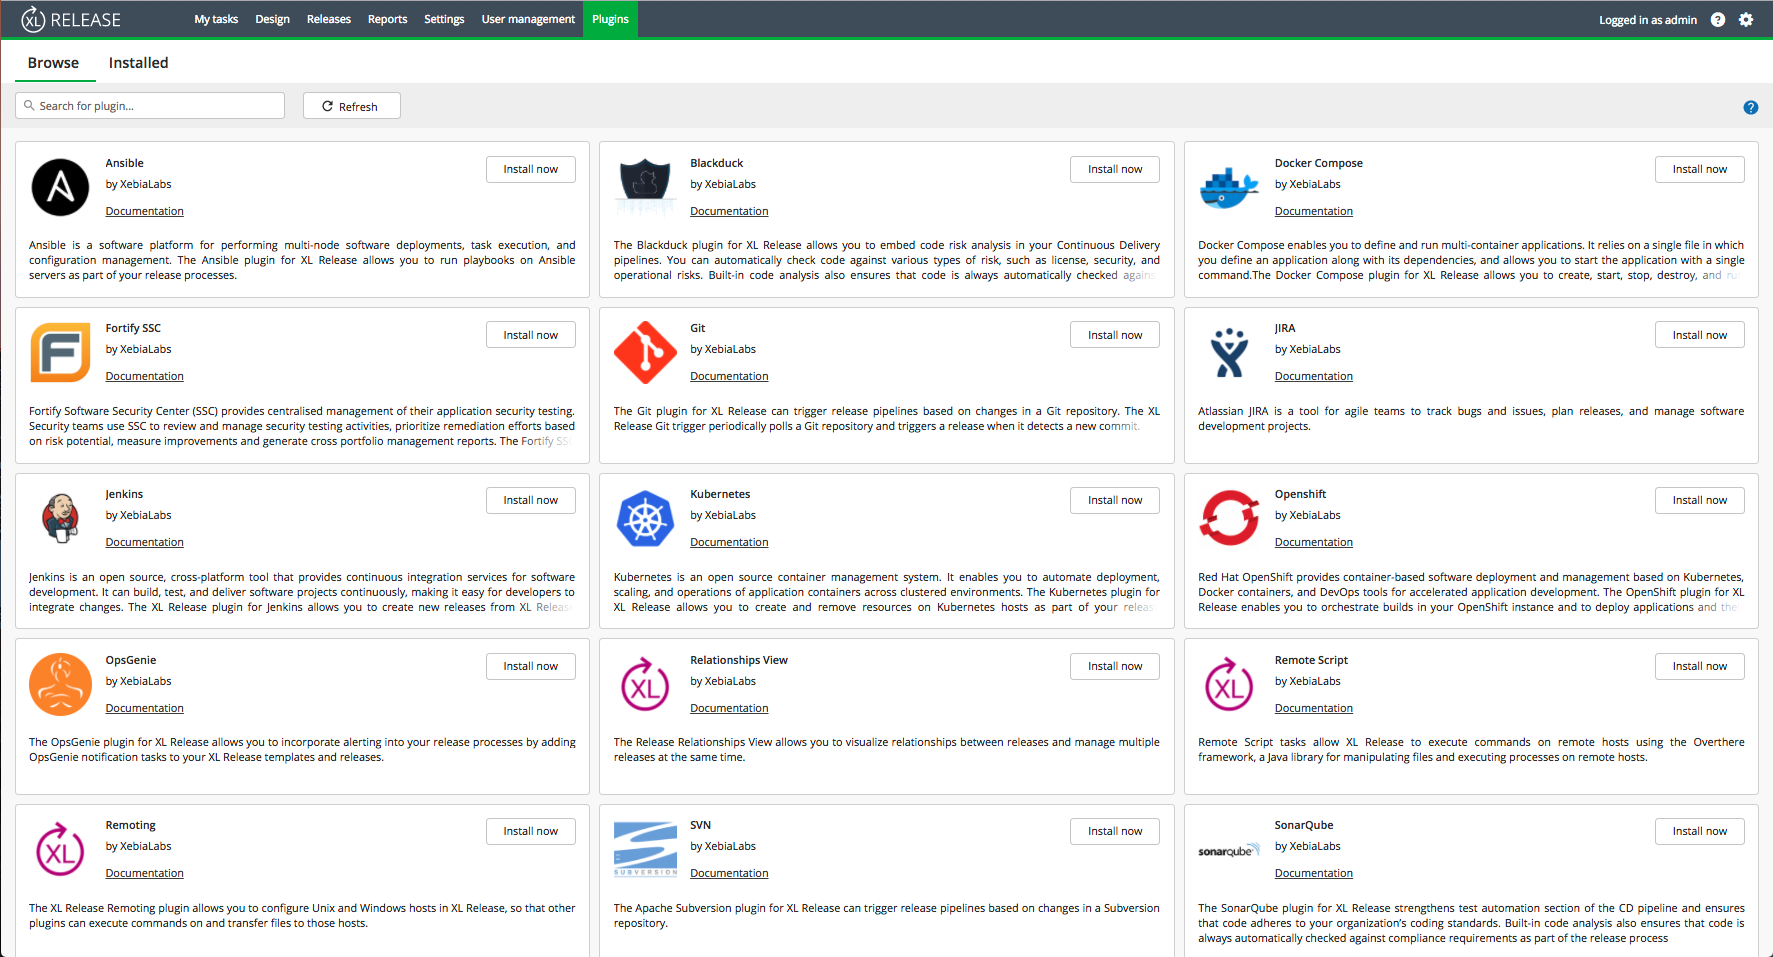 XL RELEASE
My tasks Design Releases Reports Settings User management Plugins
Logged in as admin ?
Browse Installed
Search for plugin... Refresh ?
Ansible
by XebiaLabs
Documentation
Install now
Ansible is a software platform for performing multi-node software deployments, task execution, and
configuration management. The Ansible plugin for XL Release allows you to run playbooks on Ansible
servers as part of your release processes.
Blackduck
by XebiaLabs
Documentation
Install now
The Blackduck plugin for XL Release allows you to embed code risk analysis in your Continuous Delivery
pipelines. You can automatically check code against various types of risk, such as license, security, and
operational risks. Built-in code analysis also ensures that code is always automatically checked agains
Docker Compose
by XebiaLabs
Documentation
Install now
Docker Compose enables you to define and run multi-container applications. It relies on a single file in which
you define an application along with its dependencies, and allows you to start the application with a single
command.The Docker Compose plugin for XL Release allows you to create, start, stop, destroy, and
F
Fortify SSC
by XebiaLabs
Documentation
Install now
Fortify Software Security Center (SSC) provides centralised management of their application security testing.
Security teams use SSC to review and manage security testing activities, prioritize remediation efforts based
on risk potential, measure improvements and generate cross portfolio management reports. The Fortify SSC
Git
by XebiaLabs
Documentation
Install now
The Git plugin for XL Release can trigger release pipelines based on changes in a Git repository. The XL
Release Git trigger periodically polls a Git repository and triggers a release when it detects a new commit.
JIRA
by XebiaLabs
Documentation
Install now
Atlassian JIRA is a tool for agile teams to track bugs and issues, plan releases, and manage software
development projects.
Jenkins
by XebiaLabs
Documentation
Install now
Jenkins is an open source, cross-platform tool that provides continuous integration services for software
development. It can build, test, and deliver software projects continuously, making it easy for developers to
integrate changes. The XL Release plugin for Jenkins allows you to create new releases from XL Release
Kubernetes
by XebiaLabs
Documentation
Install now
Kubernetes is an open source container management system. It enables you to automate deployment,
scaling, and operations of application containers across clustered environments. The Kubernetes plugin for
XL Release allows you to create and remove resources on Kubernetes hosts as part of your releas
Openshift
by XebiaLabs
Documentation
Install now
Red Hat OpenShift provides container-based software deployment and management based on Kubernetes,
Docker containers, and DevOps tools for accelerated application development. The OpenShift plugin for XL
Release enables you to orchestrate builds in your OpenShift instance and to deploy applications and
OpsGenie
by XebiaLabs
Documentation
Install now
The OpsGenie plugin for XL Release allows you to incorporate alerting into your release processes by adding
OpsGenie notification tasks to your XL Release templates and releases.
XL
Relationships View
by XebiaLabs
Documentation
Install now
The Release Relationships View allows you to visualize relationships between releases and manage multiple
releases at the same time.
XL
Remote Script
by XebiaLabs
Documentation
Install now
Remote Script tasks allow XL Release to execute commands on remote hosts using the Overthere
framework, a Java library for manipulating files and executing processes on remote hosts.
XL
Remoting
by XebiaLabs
Documentation
Install now
The XL Release Remoting plugin allows you to configure Unix and Windows hosts in XL Release, so that other
plugins can execute commands on and transfer files to those hosts.
SUBVERSION
SVN
by XebiaLabs
Documentation
Install now
The Apache Subversion plugin for XL Release can trigger release pipelines based on changes in a Subversion
repository.
sonarqube
SonarQube
by XebiaLabs
Documentation
Install now
The SonarQube plugin for XL Release strengthens test automation section of the CD pipeline and ensures
that code adheres to your organization's coding standards. Built-in code analysis also ensures that code is
always automatically checked against compliance requirements as part of the release process